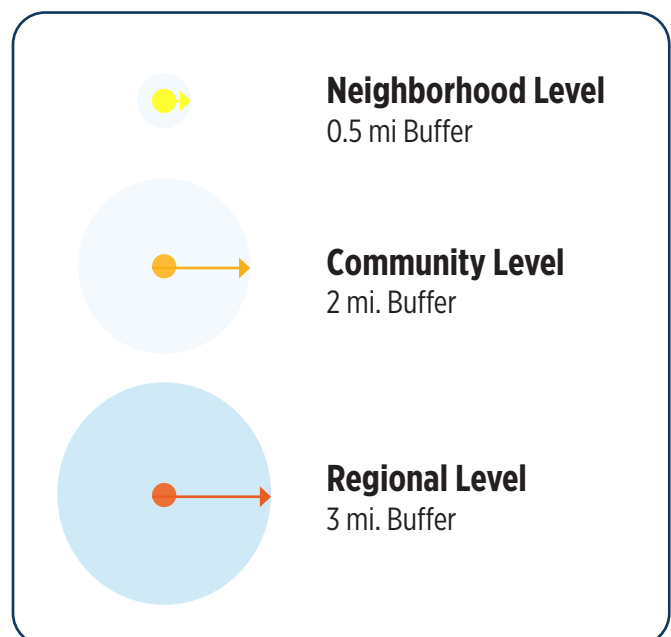 Neighborhood Level
0.5 mi Buffer
Community Level
2 mi. Buffer
Regional Level
3 mi. Buffer